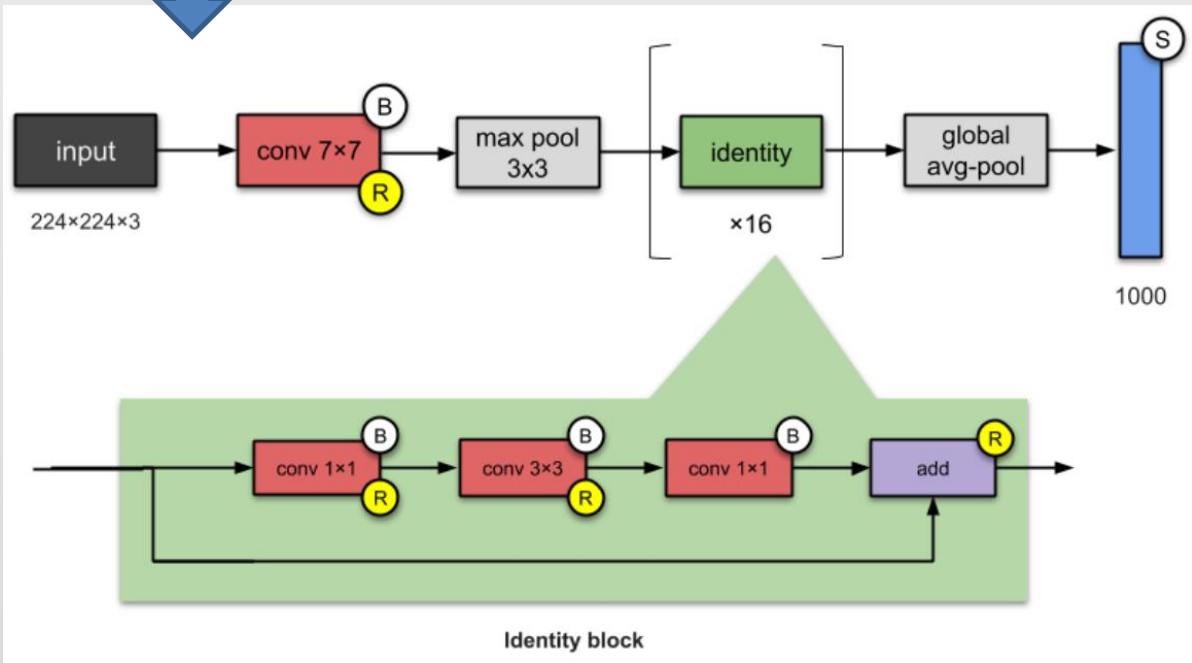 S
B
input
conv 7×7
max pool
3x3
identity
global
avg-pool
R
224×224×3
×16
1000
B
B
B
R
conv 1×1
conv 3×3
conv 1×1
add
R
R
Identity block